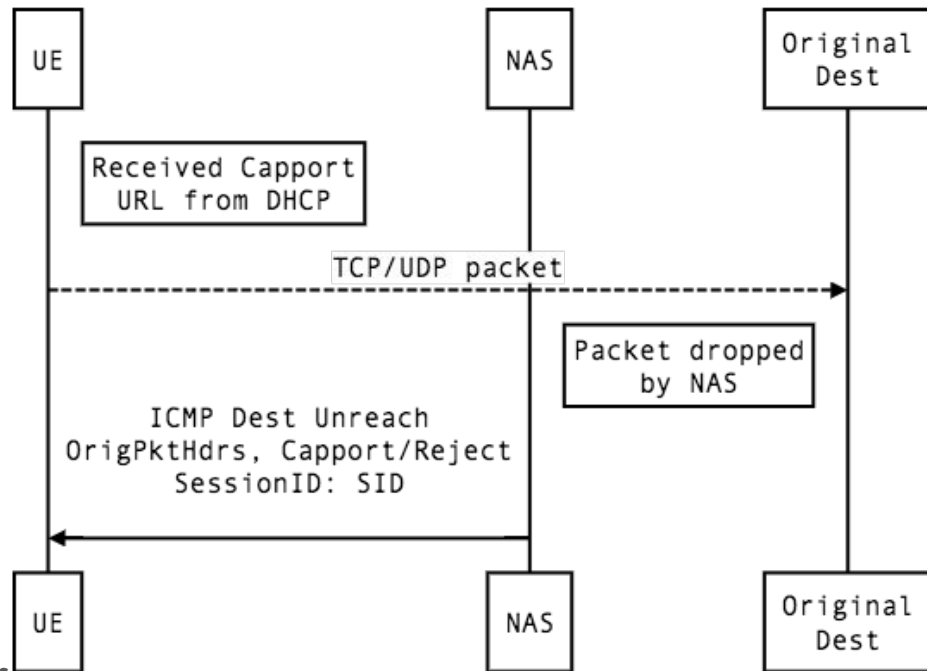 UE
NAS
Original
Dest
Received Capport
URL from DHCP
TCP/UDP packet
Packet dropped
by NAS
ICMP Dest Unreach
OrigPktHdrs, Capport/Reject
SessionID: SID
UE
NAS
Original
Dest